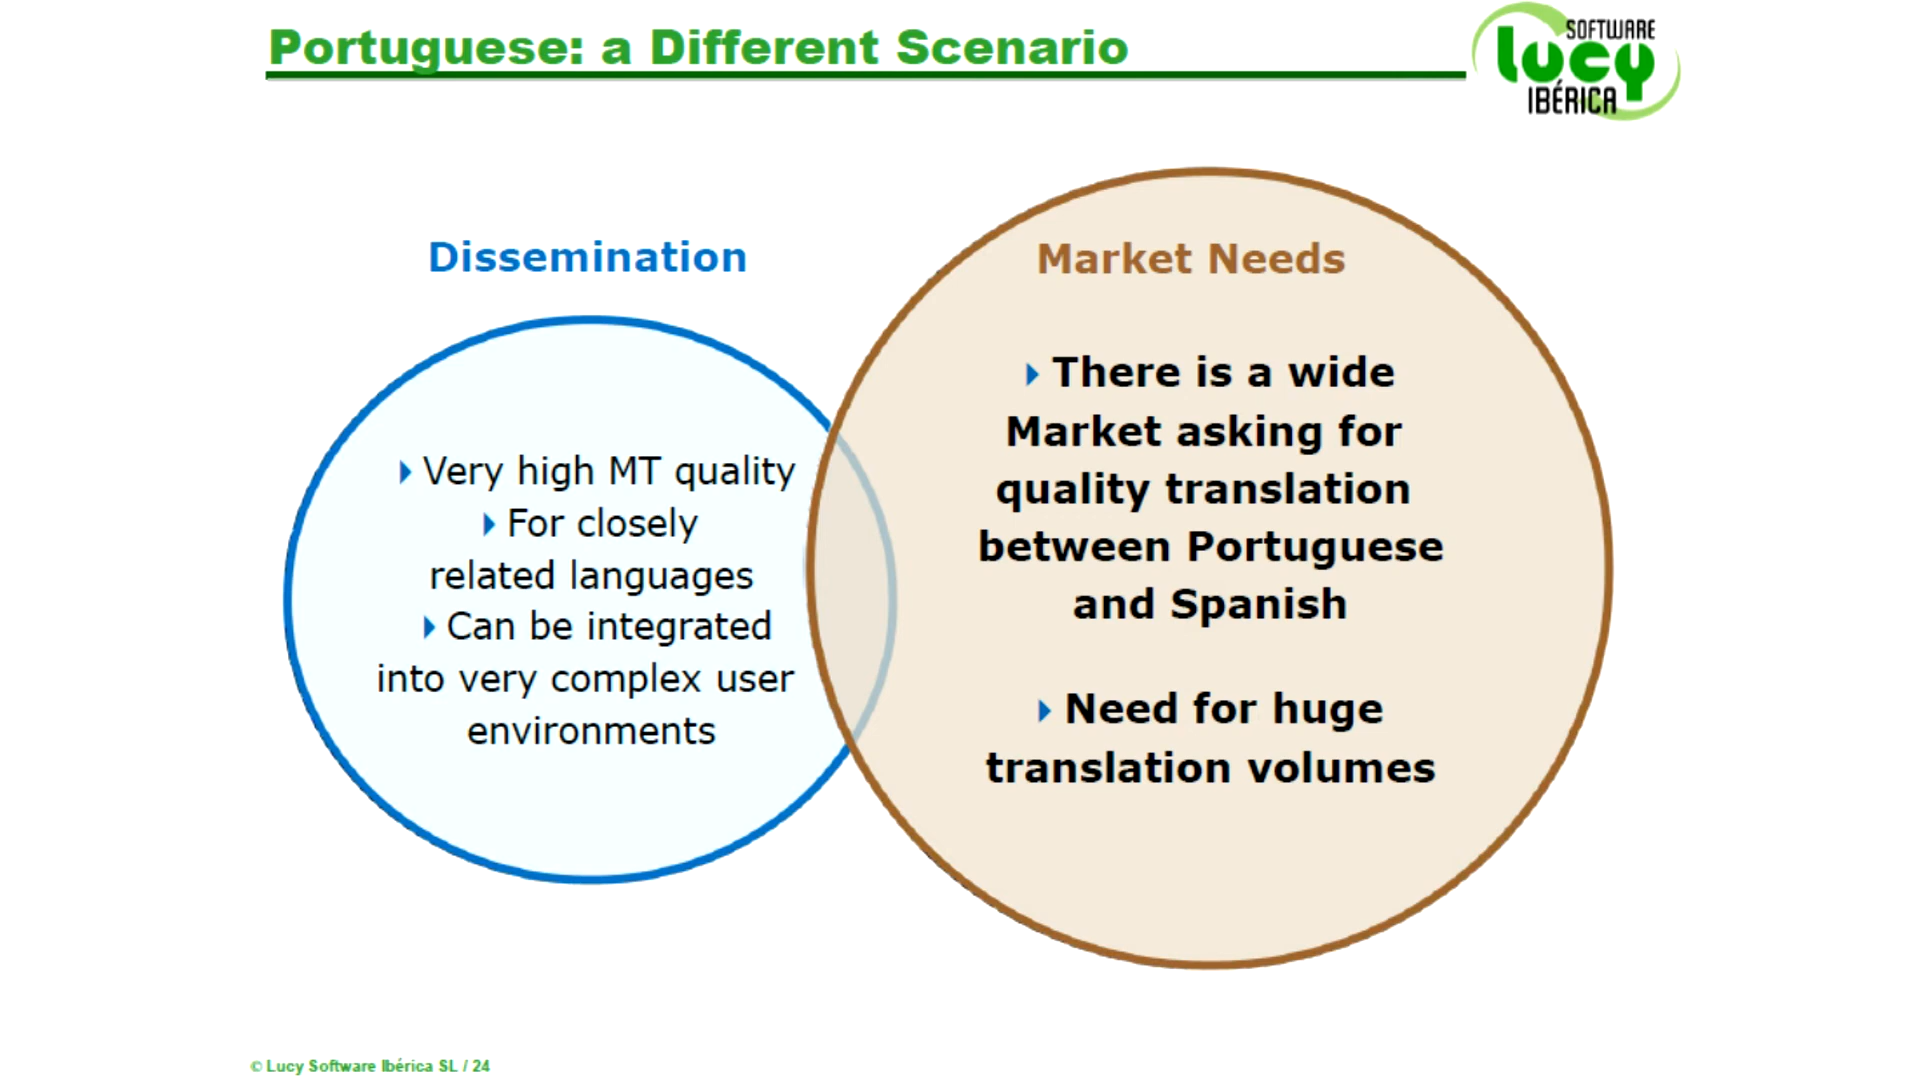 Portuguese: a Different Scenario
SOFTWARE
lucy
IBÉRICA
Dissemination
Very high MT quality
For closely
related languages
Can be integrated
into very complex user
environments
Market Needs
There is a wide
Market asking for
quality translation
between Portuguese
and Spanish
Need for huge
translation volumes
© Lucy Software Ibérica SL / 24